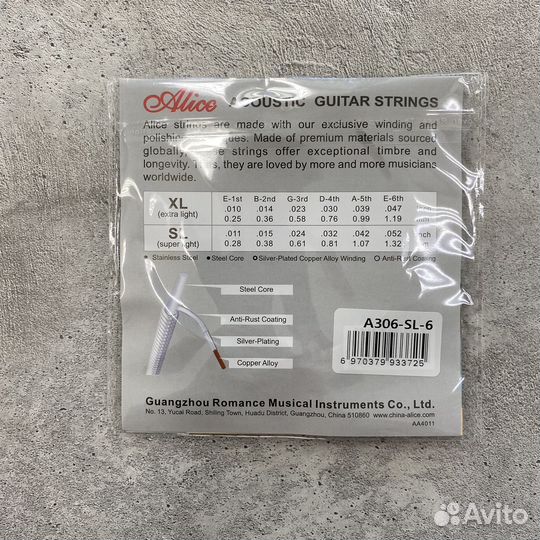 Alice ACOUSTIC GUITAR STRINGS
Alice strings are made with our exclusive winding and
polishing techniques. Made of premium materials sourced
globally, these strings offer exceptional timbre and
longevity. Thus, they are loved by more and more musicians
worldwide.
E-1st B-2nd G-3rd D-4th A-5th E-6th
XL .010 .014 .023 .030 .039 .047 inch
(extra light) 0.25 0.36 0.58 0.76 0.99 1.19 mm
SL .011 .015 .024 .032 .042 .052 inch
(super light) 0.28 0.38 0.61 0.81 1.07 1.32 mm
Stainless Steel Steel Core Silver-Plated Copper Alloy Winding Anti-Rust Coating
Steel Core
Anti-Rust Coating
Silver-Plating
Copper Alloy
A306-SL-6
6 970379 933725
Guangzhou Romance Musical Instruments Co., Ltd.
No. 13, Yucai Road, Shiling Town, Huadu District, Guangzhou, China 510860 www.china-alice.com
AA4011
Avito